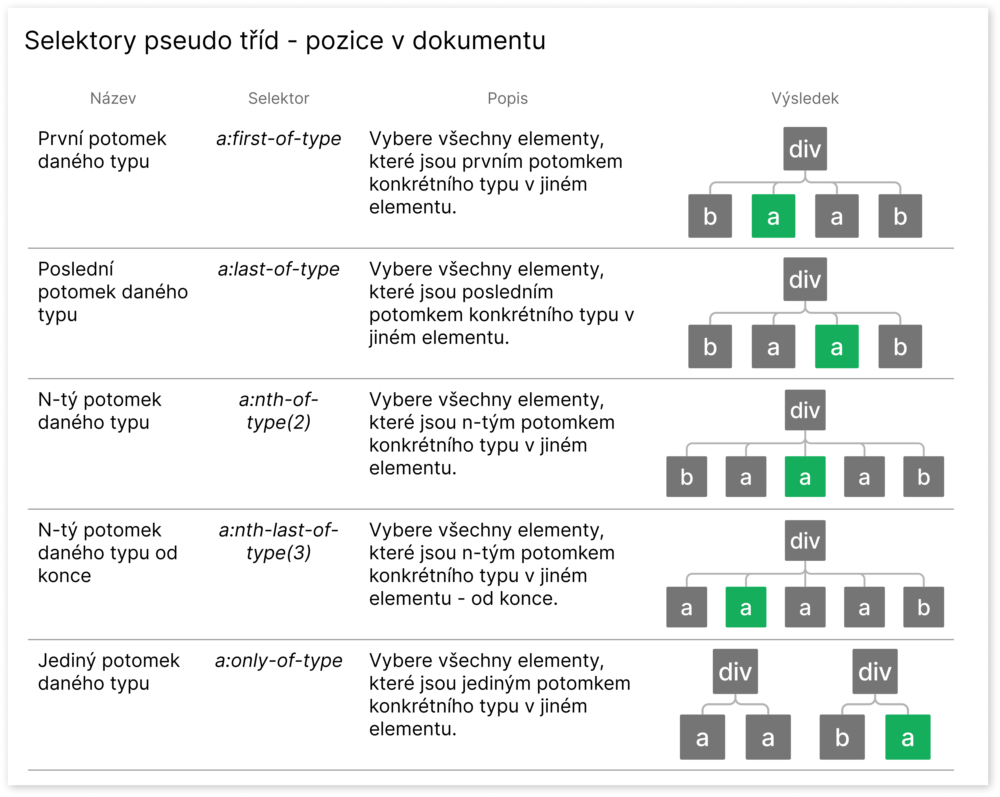 Selektory pseudo tříd - pozice v dokumentu
Název
Selektor
Popis
Výsledek
První potomek
daného typu
a:first-of-type
Vybere všechny elementy,
které jsou prvním potomkem
konkrétního typu v jiném
elementu.
div
b
a
a
b
Poslední
potomek daného
typu
a:last-of-type
Vybere všechny elementy,
které jsou posledním
potomkem konkrétního typu v
jiném elementu.
div
b
a
a
b
N-tý potomek
daného typu
a:nth-of-
type(2)
Vybere všechny elementy,
které jsou n-tým potomkem
konkrétního typu v jiném
elementu.
div
b
a
a
a
b
N-tý potomek
daného typu od
konce
a:nth-last-of-
type(3)
Vybere všechny elementy,
které jsou n-tým potomkem
konkrétního typu v jiném
elementu - od konce.
div
a
a
a
a
b
Jediný potomek
daného typu
a:only-of-type
Vybere všechny elementy,
které jsou jediným potomkem
konkrétního typu v jiném
elementu.
div
div
a
a
b
a